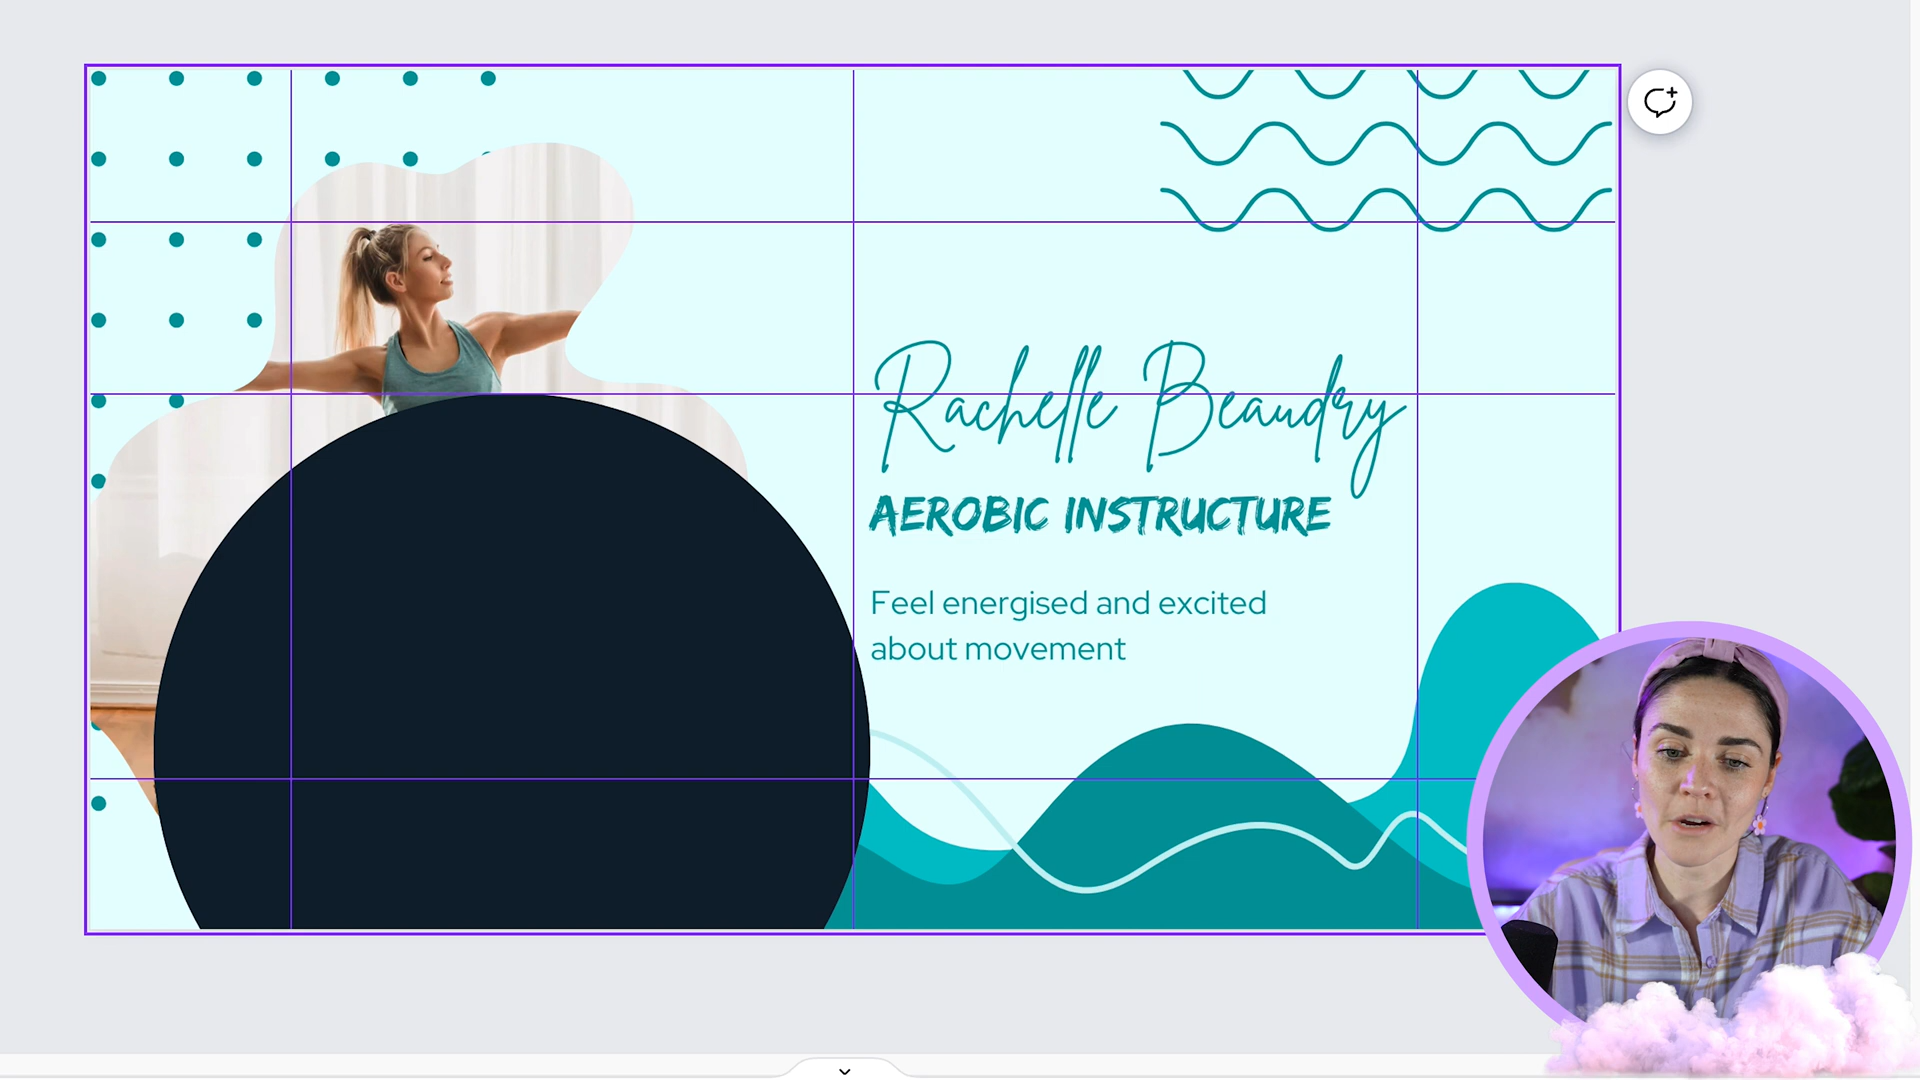 Rachelle Beaudry
AEROBIC INSTRUCTURE
Feel energised and excited
about movement